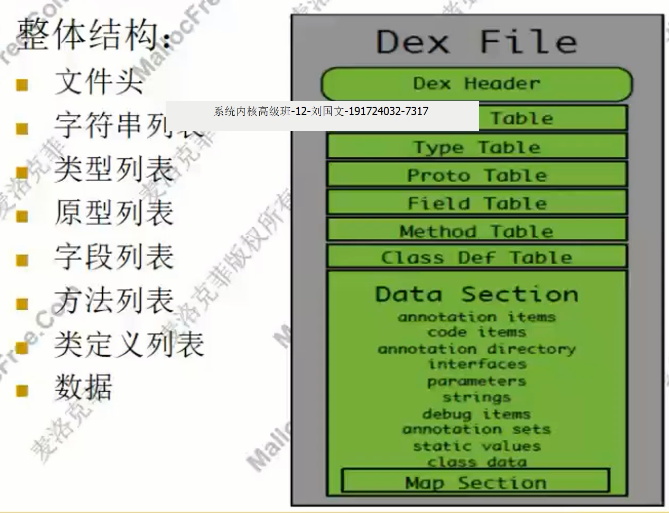 整体结构：
文件头
字符串列表
类型列表
原型列表
字段列表
方法列表
类定义列表
数据
系统内核高级班-12-刘国文-191724032-7317
Dex File
Dex Header
Table
Type Table
Proto Table
Field Table
Method Table
Class Def Table
Data Section
annotation items
code items
annotation directory
interfaces
parameters
strings
debug items
annotation sets
static values
class data
Map Section
reeCom
MallocFree.Com
麦洛克菲
麦洛克菲
麦洛克菲版权所有
cFree.Com
麦洛克菲
Malloc
Mall